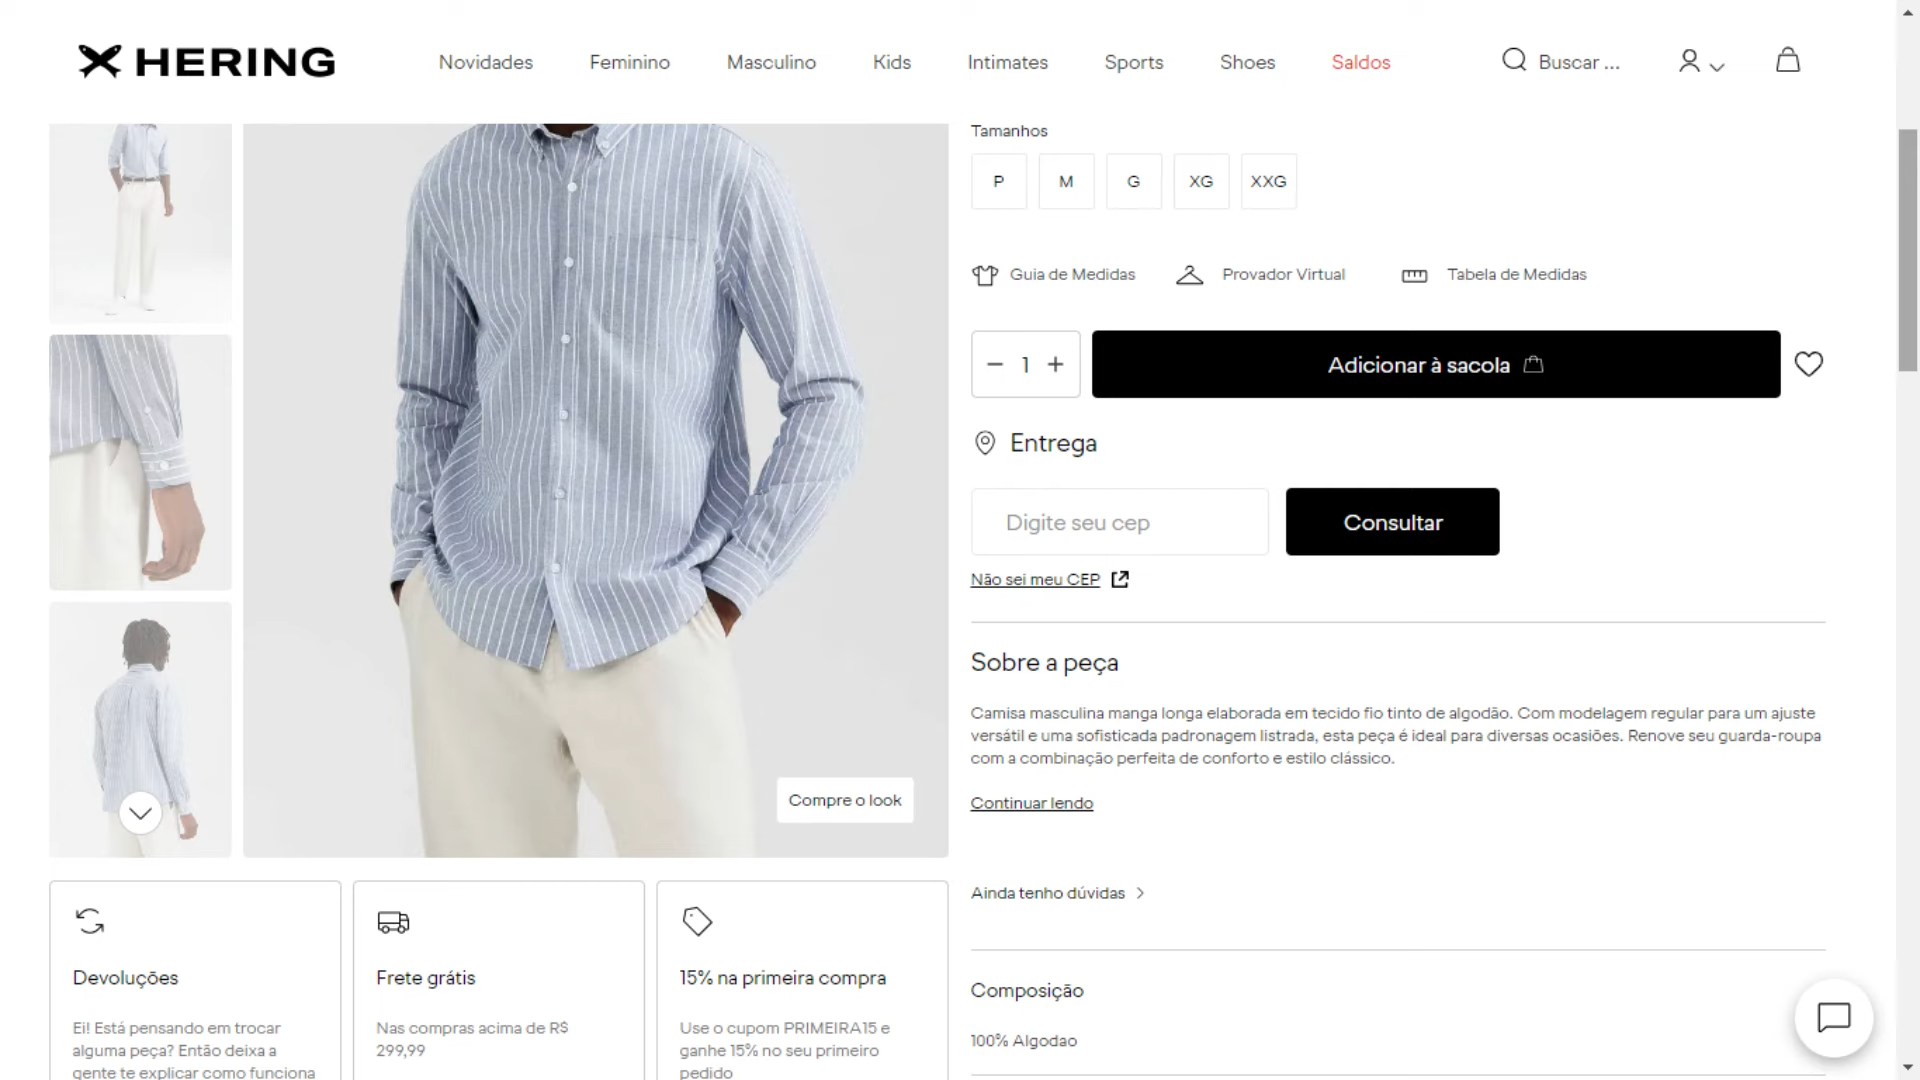 HERING
Novidades
Feminino
Masculino
Kids
Intimates
Sports
Shoes
Saldos
Buscar ...
Tamanhos
P
M
G
XG
XXG
Guia de Medidas
Provador Virtual
Tabela de Medidas
1
Adicionar à sacola
Entrega
Digite seu cep
Consultar
Não sei meu CEP
Sobre a peça
Camisa masculina manga longa elaborada em tecido fio tinto de algodão. Com modelagem regular para um ajuste
versátil e uma sofisticada padronagem listrada, esta peça é ideal para diversas ocasiões. Renove seu guarda-roupa
com a combinação perfeita de conforto e estilo clássico.
Compre o look
Continuar lendo
Ainda tenho dúvidas
Devoluções
Ei! Está pensando em trocar
alguma peça? Então deixa a
gente te explicar como funciona
Frete grátis
Nas compras acima de R$
299,99
15% na primeira compra
Use o cupom PRIMEIRA15 e
ganhe 15% no seu primeiro
pedido
Composição
100% Algodao